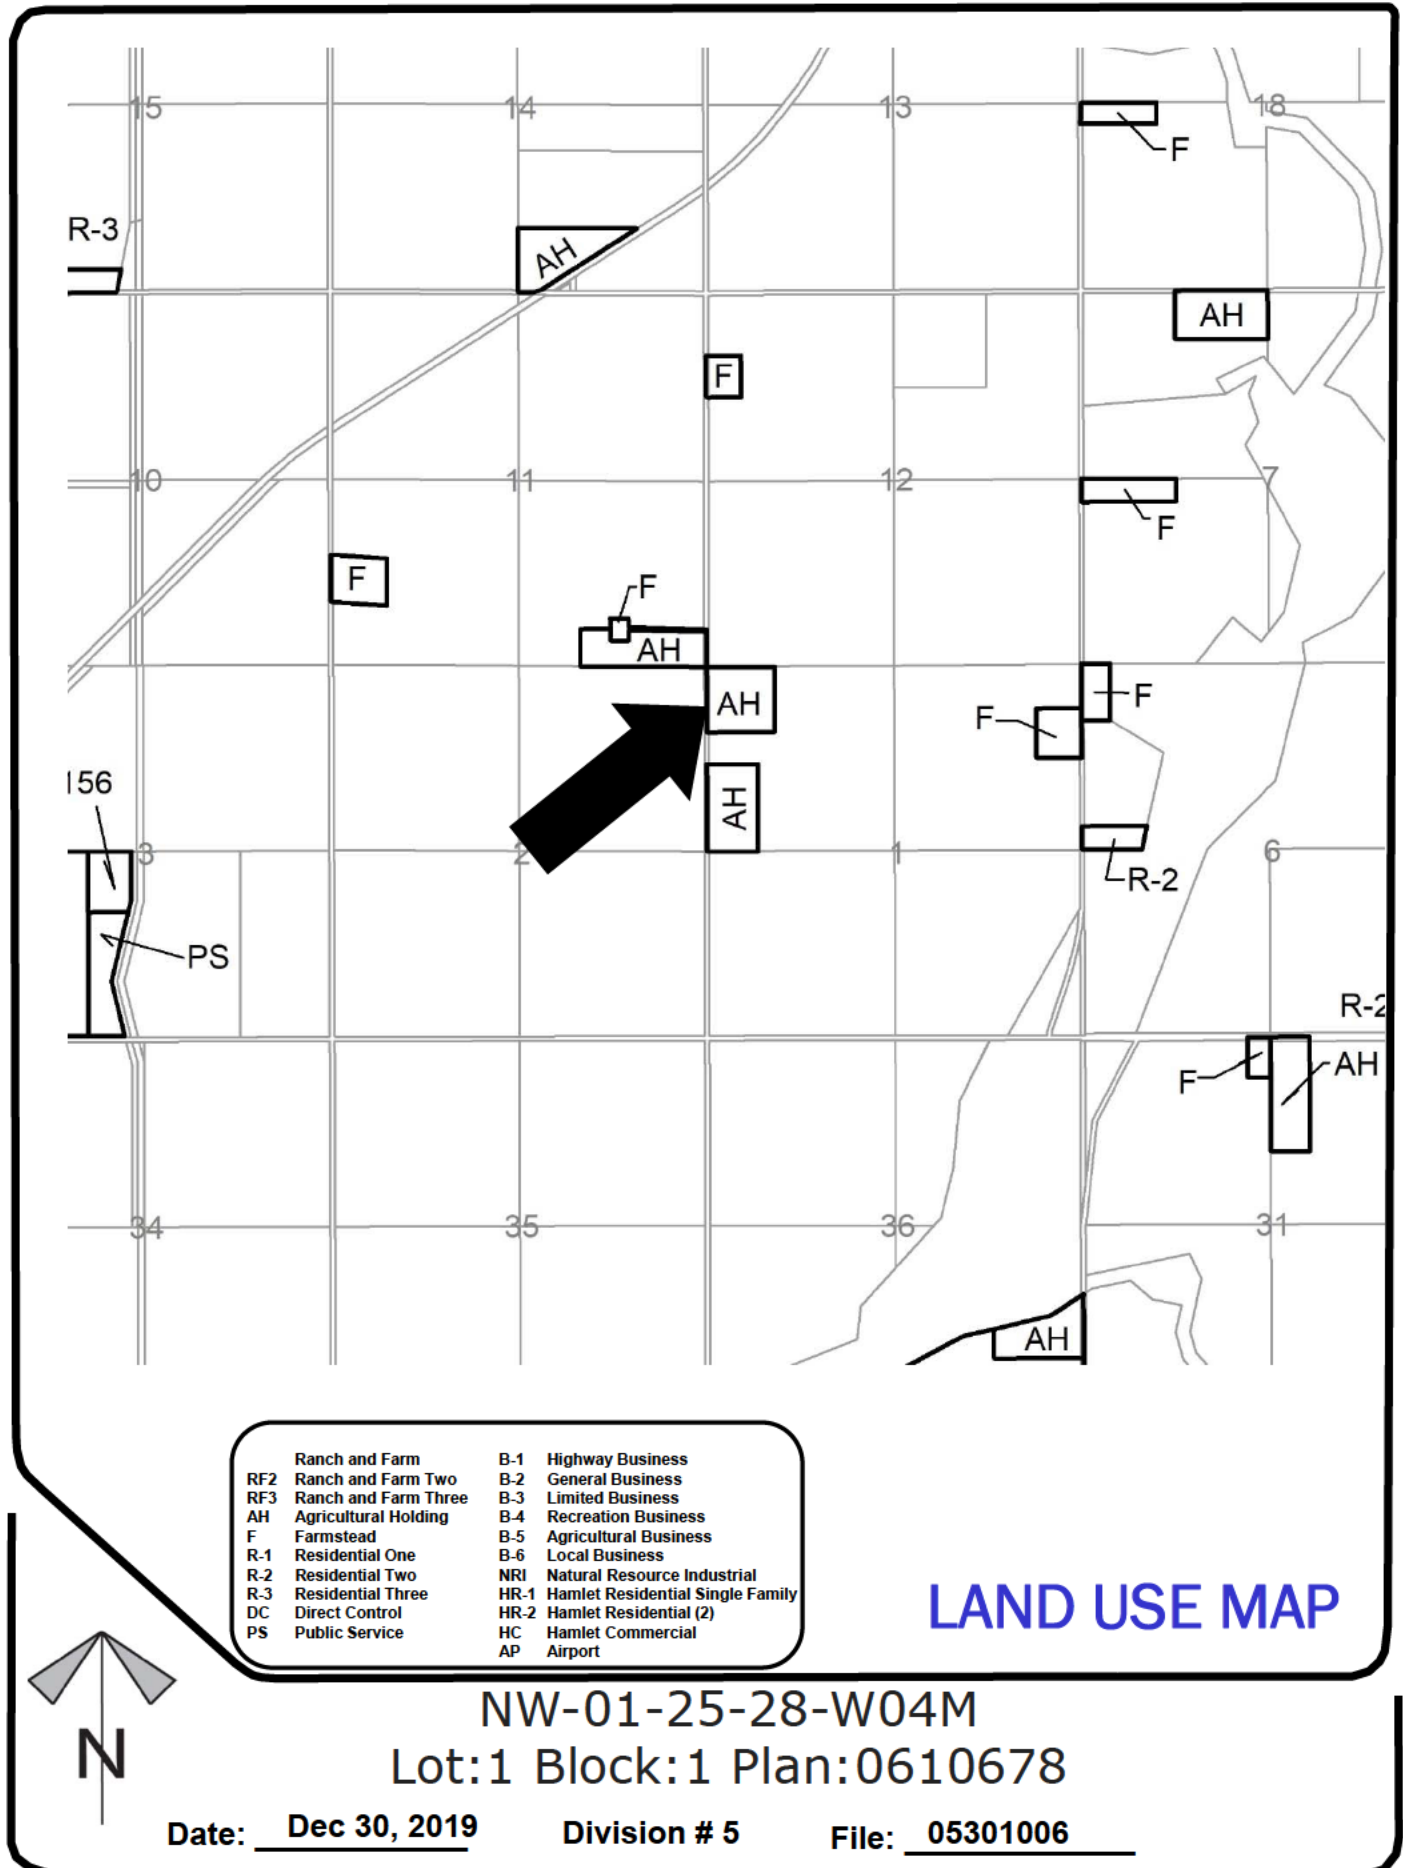 15
14
13
18
F
R-3
AH
AH
F
10
11
12
7
F
F
F
AH
AH
F
F
156
AH
3
2
1
6
R-2
PS
R-2
F
AH
34
35
36
31
AH
Ranch and Farm
RF2 Ranch and Farm Two
RF3 Ranch and Farm Three
AH Agricultural Holding
F Farmstead
R-1 Residential One
R-2 Residential Two
R-3 Residential Three
DC Direct Control
PS Public Service
B-1 Highway Business
B-2 General Business
B-3 Limited Business
B-4 Recreation Business
B-5 Agricultural Business
B-6 Local Business
NRI Natural Resource Industrial
HR-1 Hamlet Residential Single Family
HR-2 Hamlet Residential (2)
HC Hamlet Commercial
AP Airport
LAND USE MAP
N
NW-01-25-28-W04M
Lot:1 Block:1 Plan:0610678
Date: Dec 30, 2019 Division # 5 File: 05301006